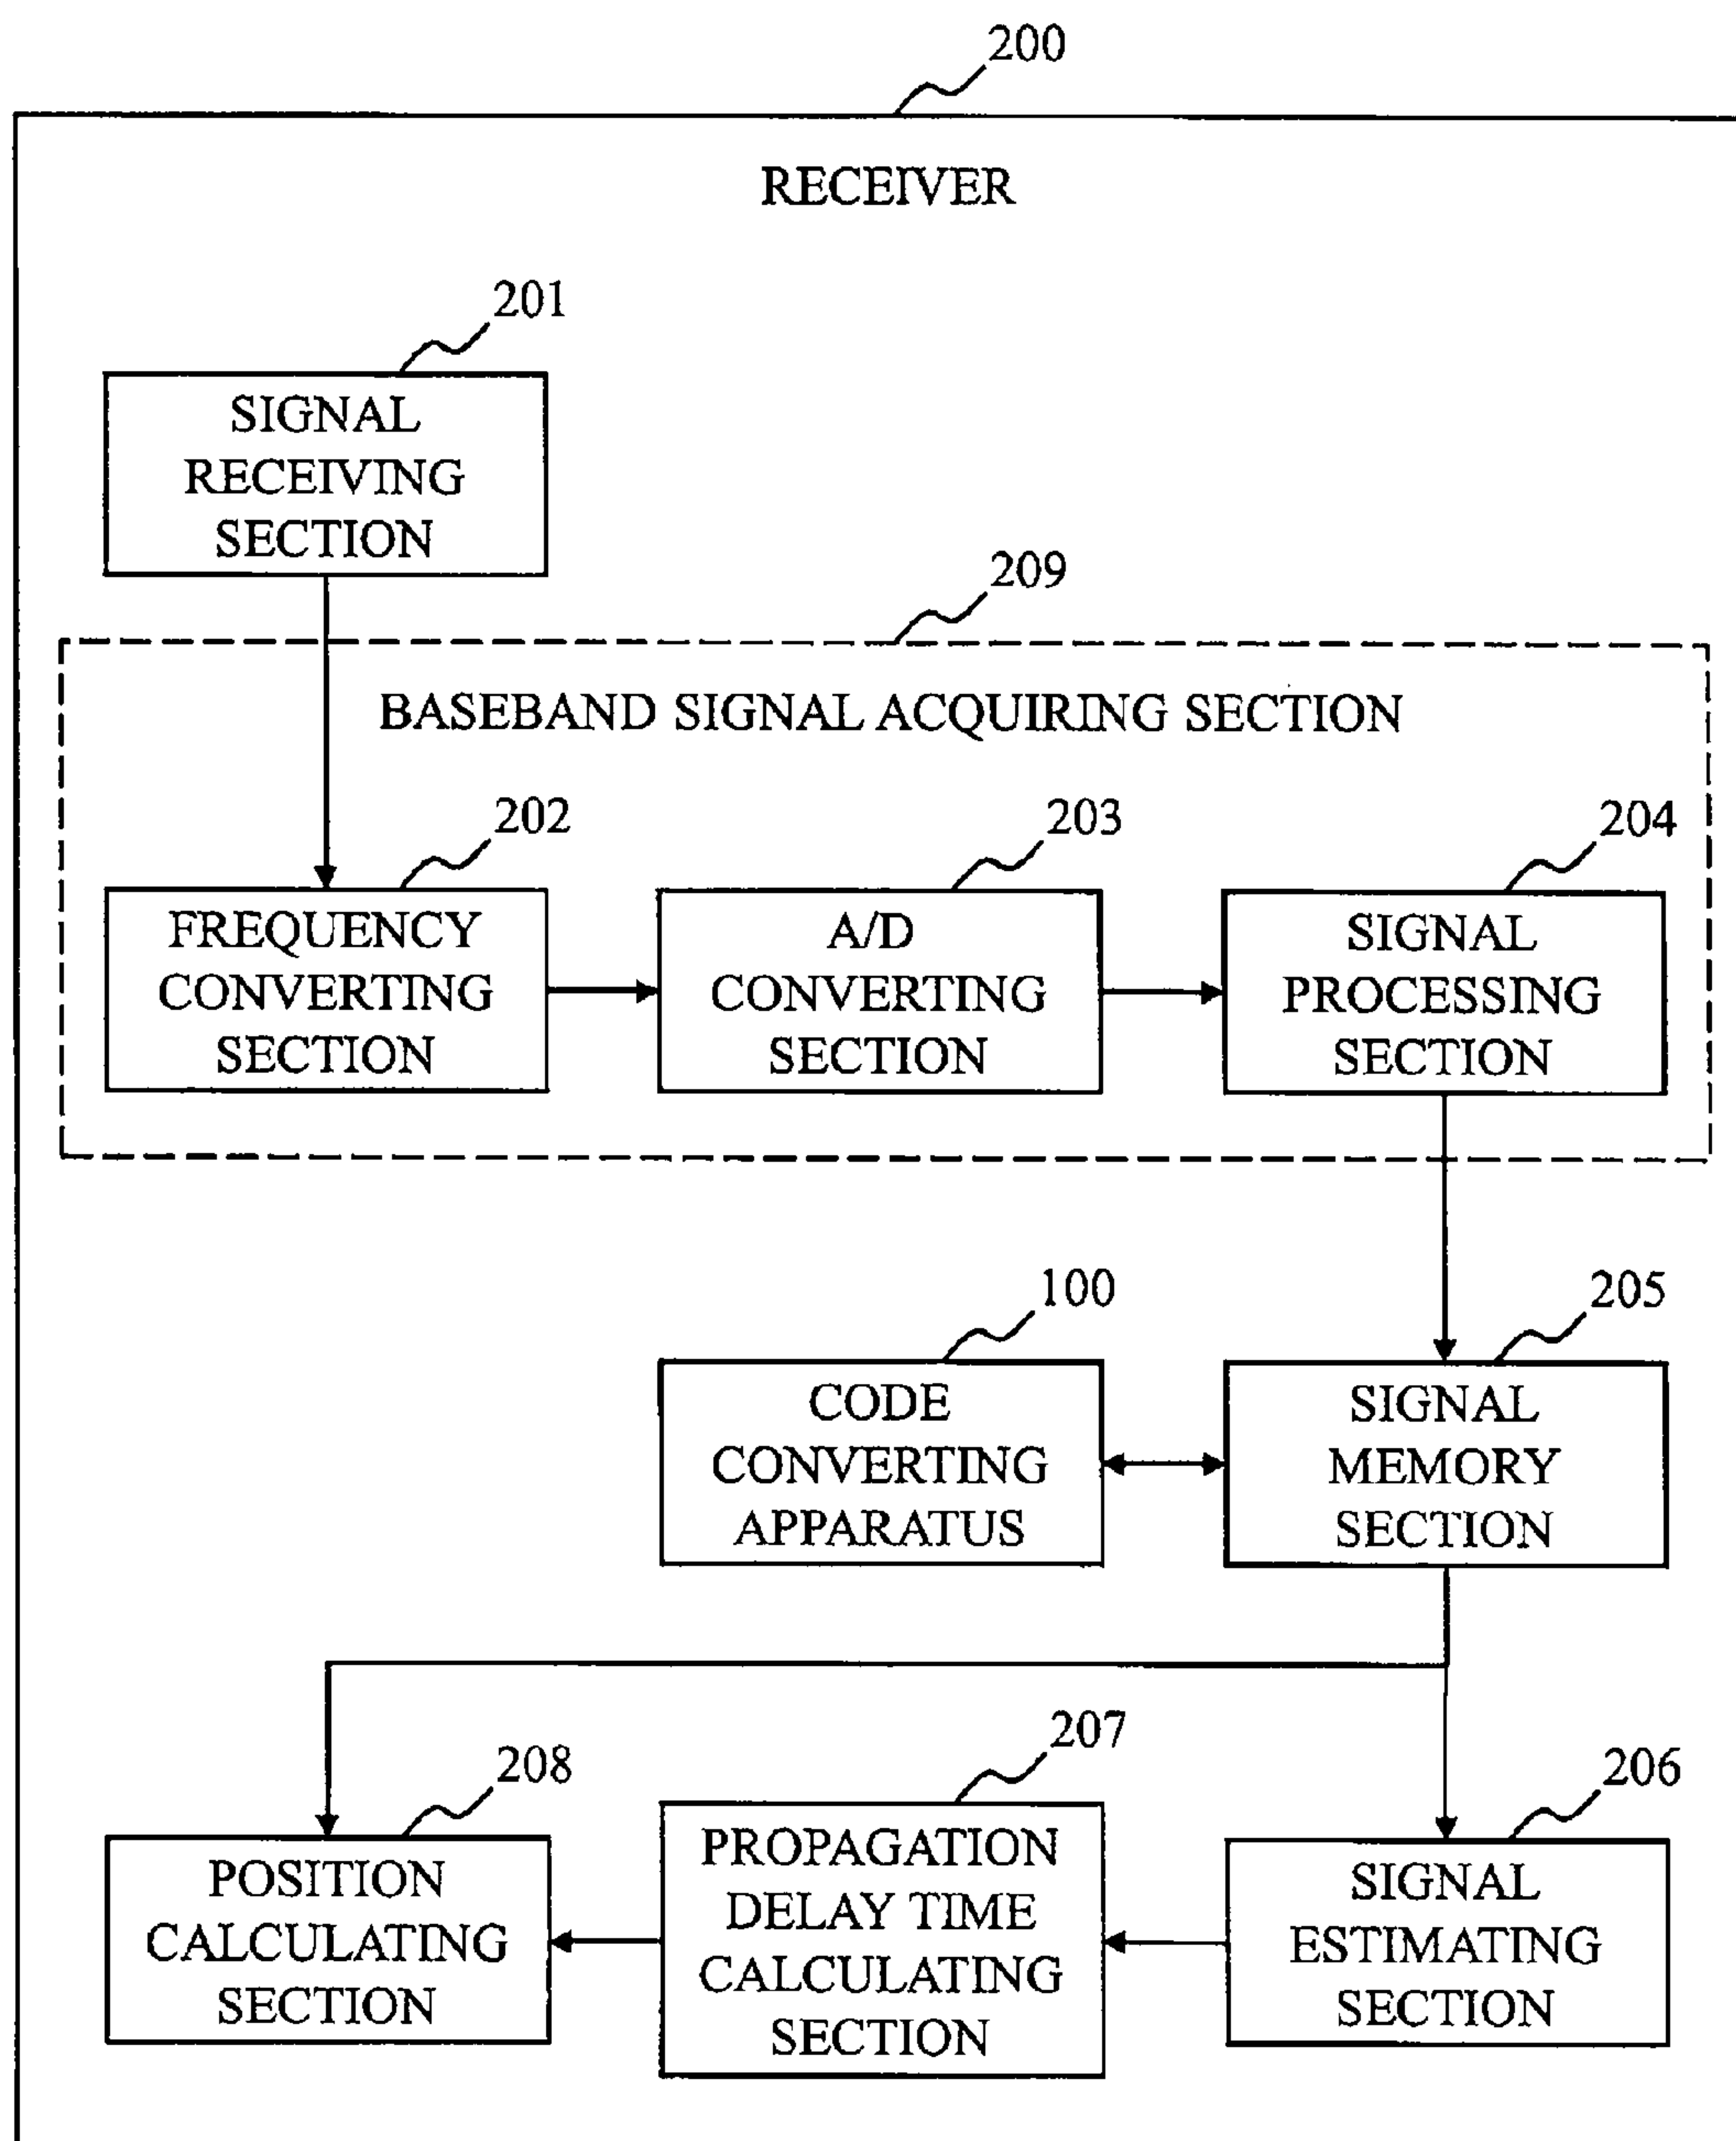 200
RECEIVER
201
SIGNAL
RECEIVING
SECTION
209
BASEBAND SIGNAL ACQUIRING SECTION
202
FREQUENCY
CONVERTING
SECTION
203
A/D
CONVERTING
SECTION
204
SIGNAL
PROCESSING
SECTION
100
CODE
CONVERTING
APPARATUS
205
SIGNAL
MEMORY
SECTION
208
POSITION
CALCULATING
SECTION
207
PROPAGATION
DELAY TIME
CALCULATING
SECTION
206
SIGNAL
ESTIMATING
SECTION